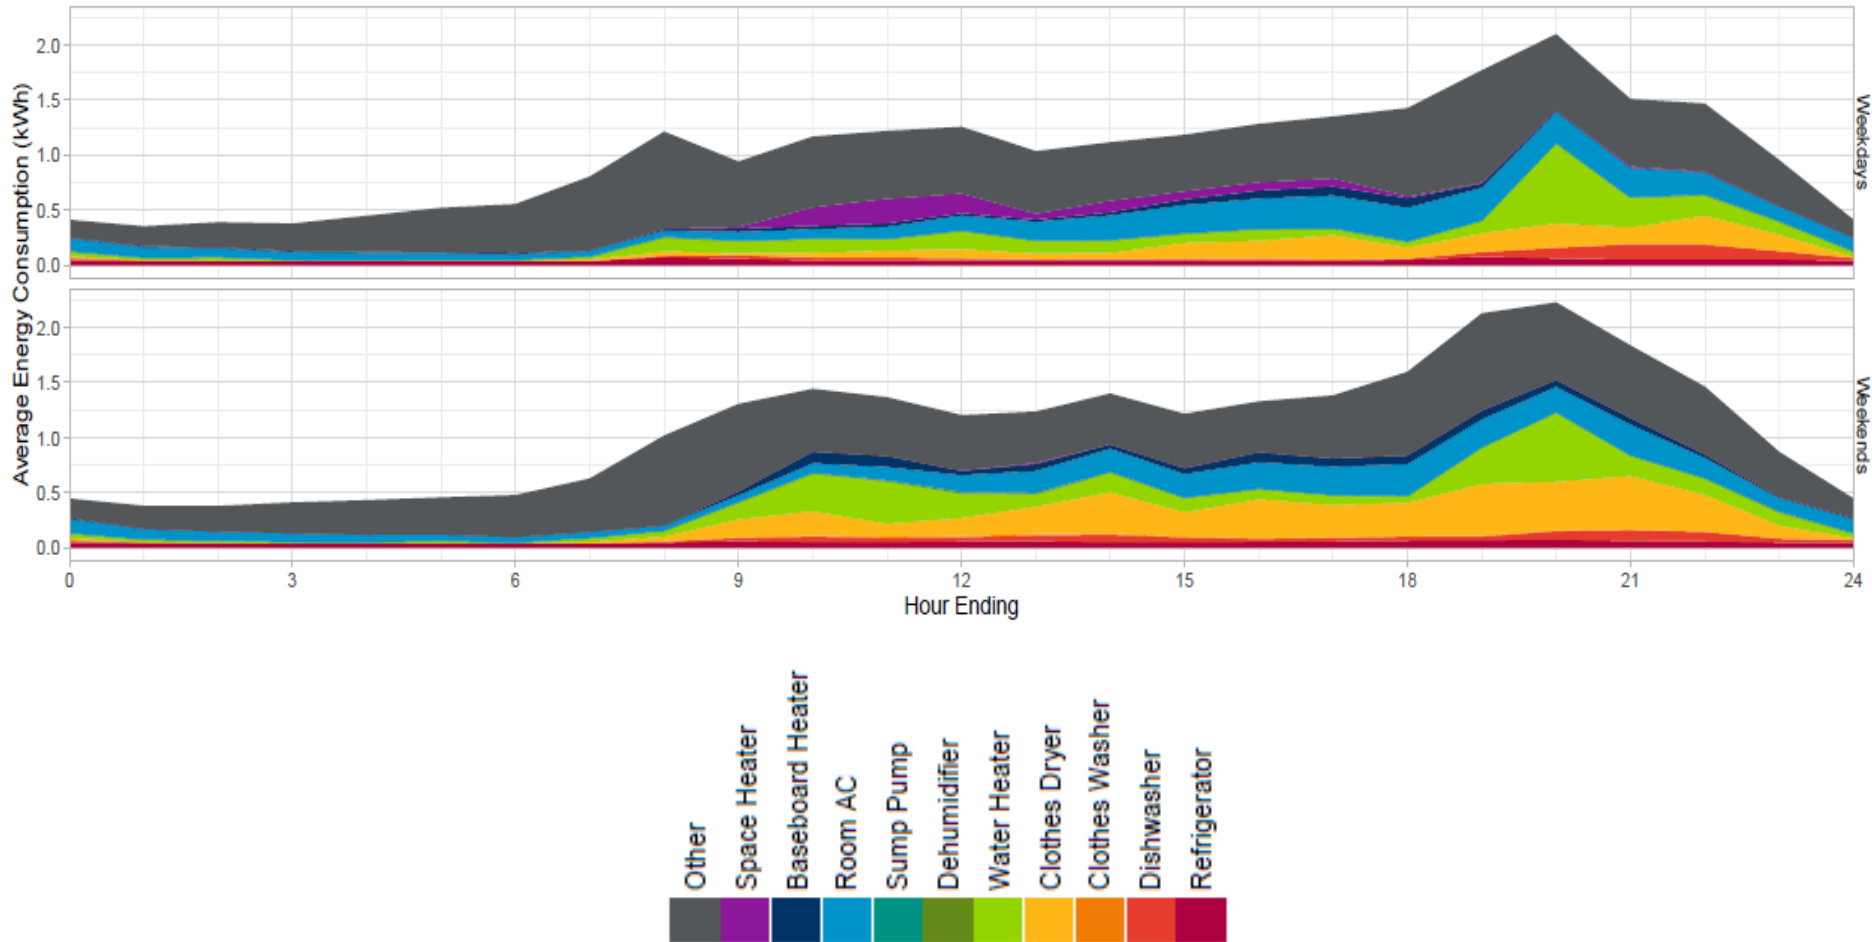 Average Energy Consumption (kWh)
2.0
1.5
1.0
0.5
0.0
Weekdays
2.0
1.5
1.0
0.5
0.0
Weekends
0 3 6 9 12 15 18 21 24
Hour Ending
Other
Space Heater
Baseboard Heater
Room AC
Sump Pump
Dehumidifier
Water Heater
Clothes Dryer
Clothes Washer
Dishwasher
Refrigerator